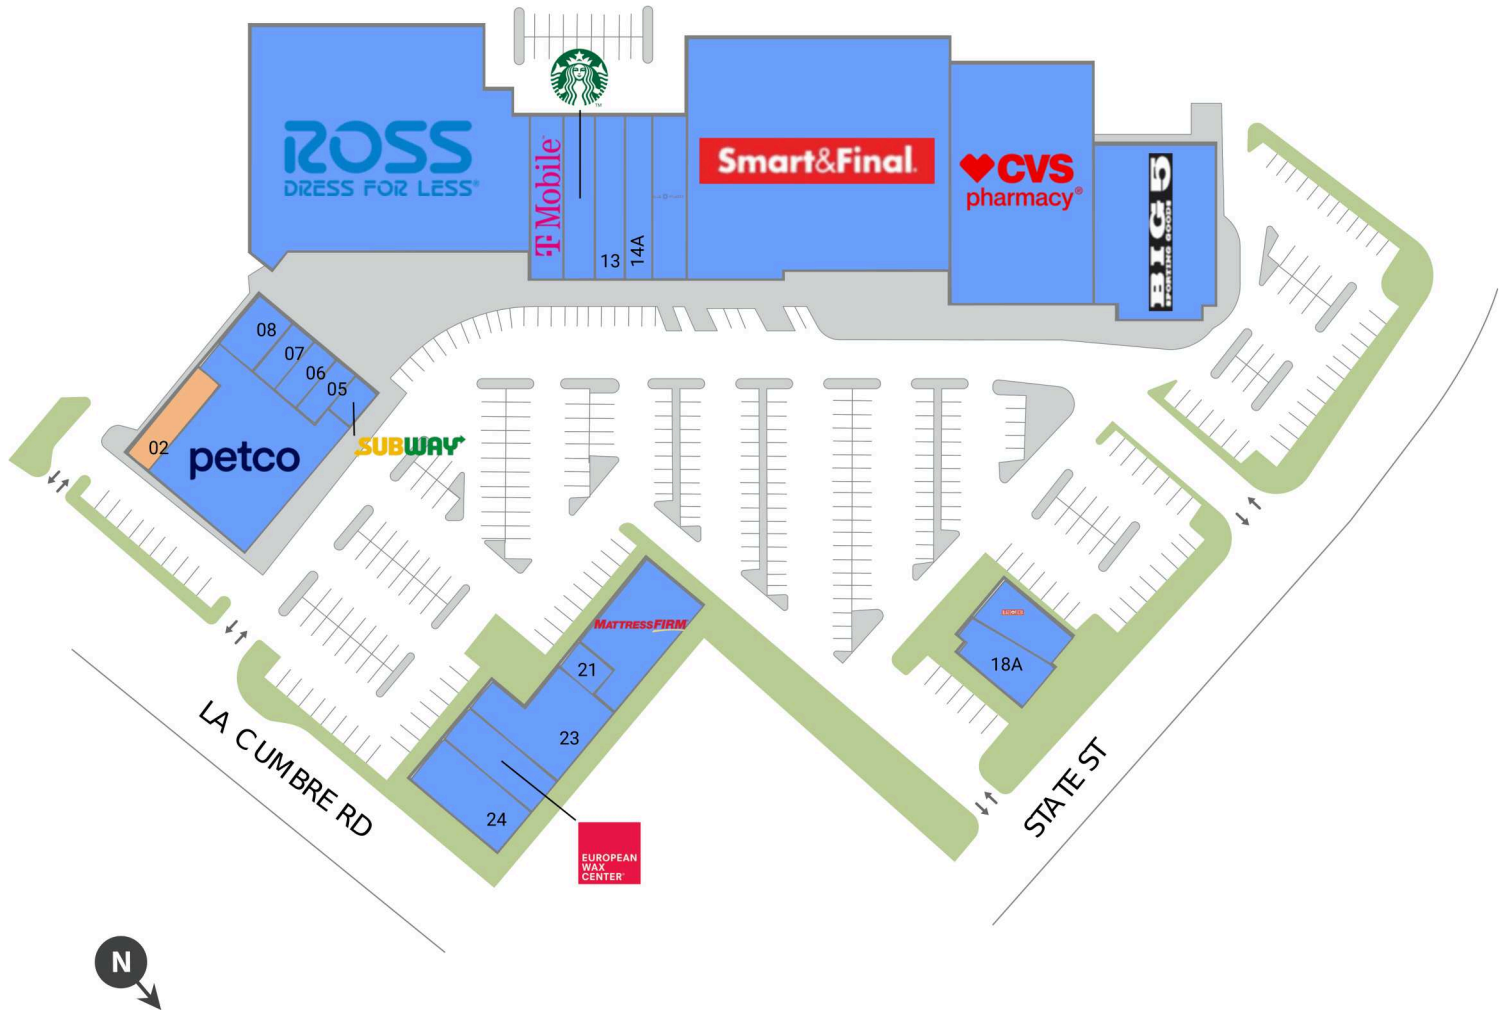 ROSS
DRESS FOR LESS®
T Mobile
13
14A
Smart&Final.
CVS
pharmacy®
BIG 5
SPORTING GOODS
08
07
06
05
02
petco
SUBWAY
MATTRESSFIRM
21
23
24
18A
EUROPEAN
WAX
CENTER
LA CUMBRE RD
STATE ST
N